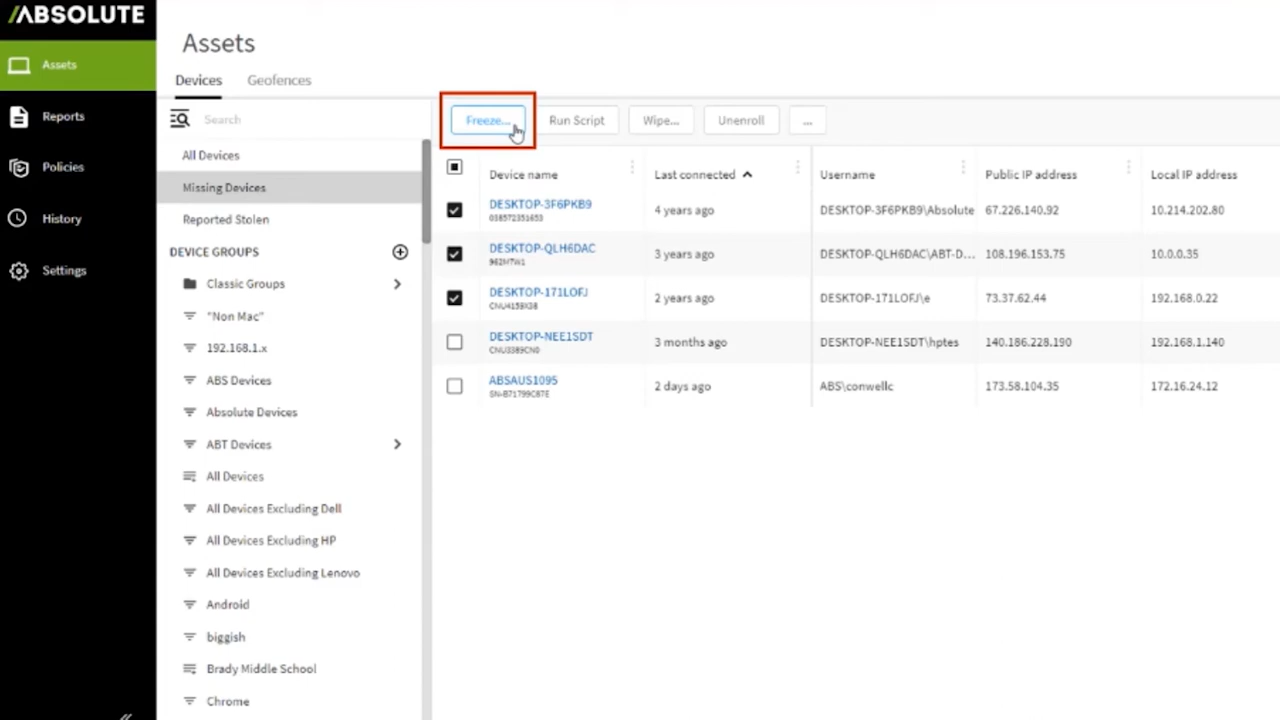 /ABSOLUTE
Assets
Reports
Policies
History
Settings
Assets
Devices Geofences
Search
All Devices
Missing Devices
Reported Stolen
DEVICE GROUPS
Classic Groups
"Non Mac"
192.168.1.x
ABS Devices
Absolute Devices
ABT Devices
All Devices
All Devices Excluding Dell
All Devices Excluding HP
All Devices Excluding Lenovo
Android
biggish
Brady Middle School
Chrome
Freeze... Run Script Wipe... Unenroll ...
Device name Last connected Username Public IP address Local IP address
DESKTOP-3F6PKB9 4 years ago DESKTOP-3F6PKB9\Absolute 67.226.140.92 10.214.202.80
DESKTOP-QLH6DAC 3 years ago DESKTOP-QLH6DAC\ABT-D... 108.196.153.75 10.0.0.35
962H7W1
DESKTOP-171LOFJ 2 years ago DESKTOP-171LOFJ\e 73.37.62.44 192.168.0.22
DESKTOP-NEE1SDT 3 months ago DESKTOP-NEE1SDT\hptes 140.186.228.190 192.168.1.140
ABSAUS1095 2 days ago ABS\conwellc 173.58.104.35 172.16.24.12
SN-B71799C87E